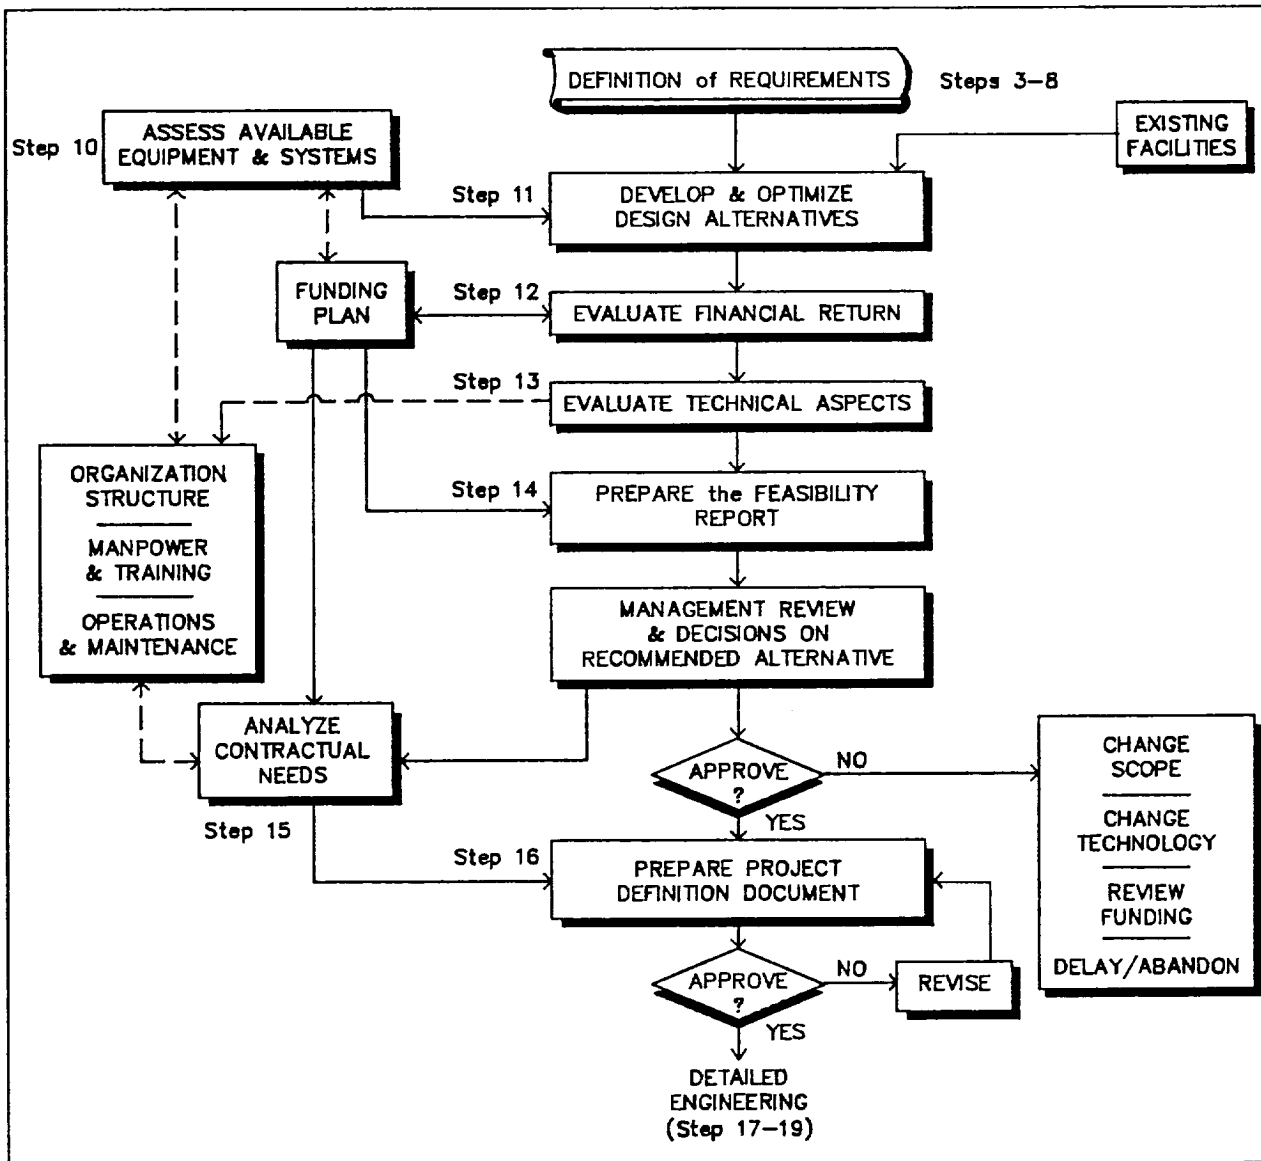 DEFINITION of REQUIREMENTS
Steps 3-8
EXISTING
FACILITIES
Step 10
ASSESS AVAILABLE
EQUIPMENT & SYSTEMS
Step 11
DEVELOP & OPTIMIZE
DESIGN ALTERNATIVES
FUNDING
PLAN
Step 12
EVALUATE FINANCIAL RETURN
Step 13
EVALUATE TECHNICAL ASPECTS
ORGANIZATION
STRUCTURE
MANPOWER
& TRAINING
OPERATIONS
& MAINTENANCE
Step 14
PREPARE the FEASIBILITY
REPORT
MANAGEMENT REVIEW
& DECISIONS ON
RECOMMENDED ALTERNATIVE
ANALYZE
CONTRACTUAL
NEEDS
Step 15
APPROVE
?
NO
YES
CHANGE
SCOPE
CHANGE
TECHNOLOGY
REVIEW
FUNDING
DELAY/ABANDON
Step 16
PREPARE PROJECT
DEFINITION DOCUMENT
APPROVE
?
NO
REVISE
YES
DETAILED
ENGINEERING
(Step 17-19)